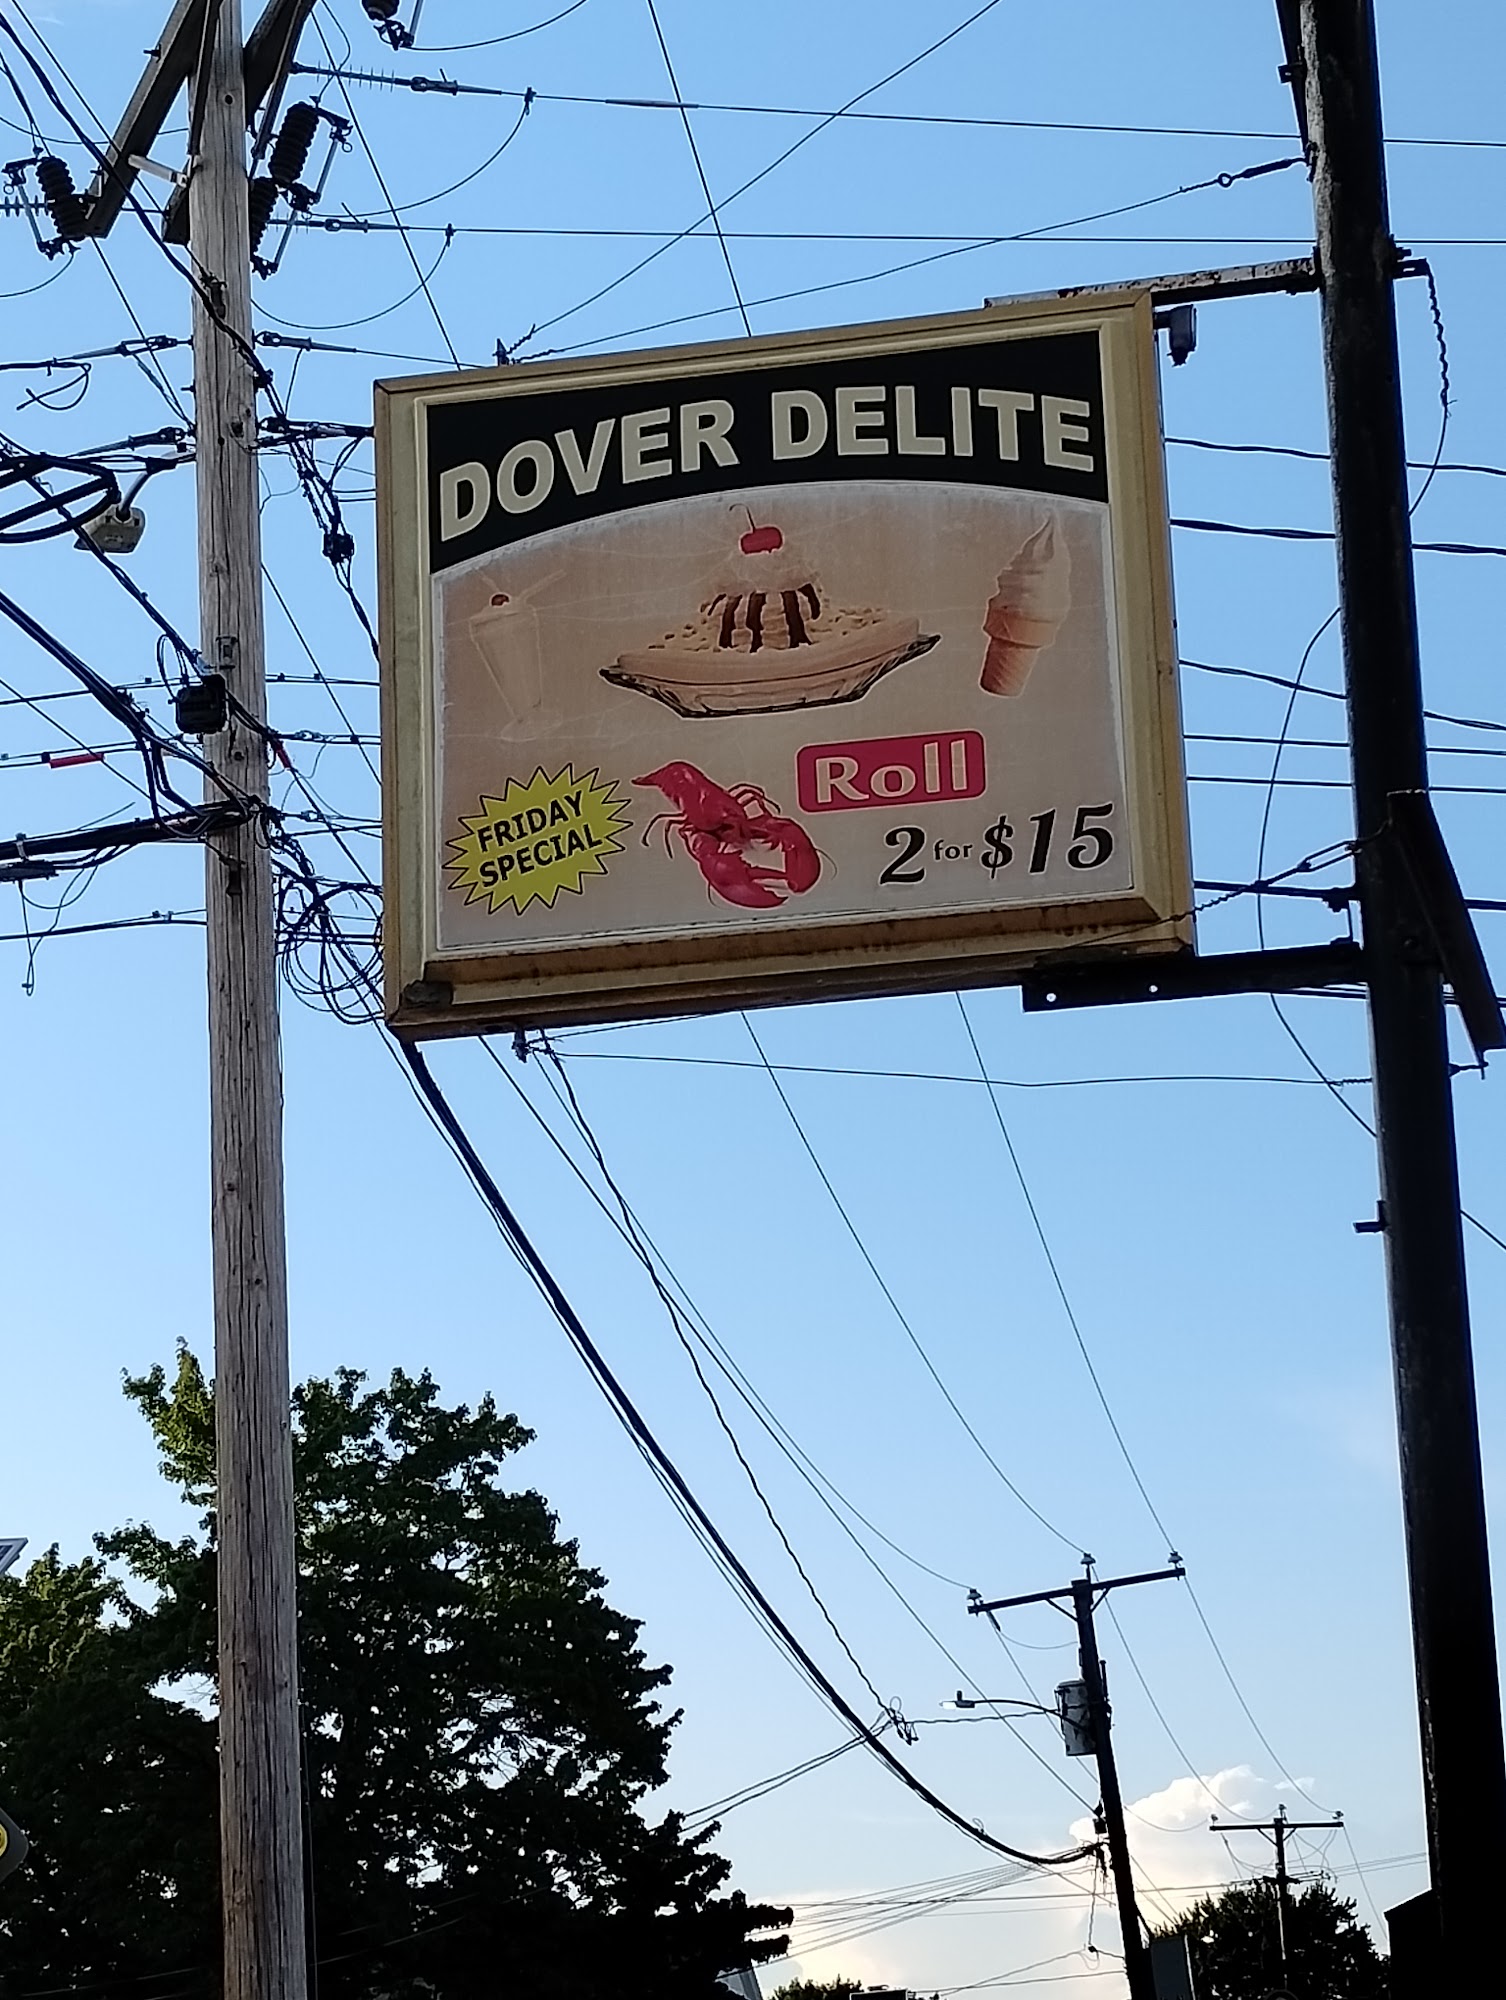 DOVER DELITE
FRIDAY
SPECIAL
Roll
2 for $15